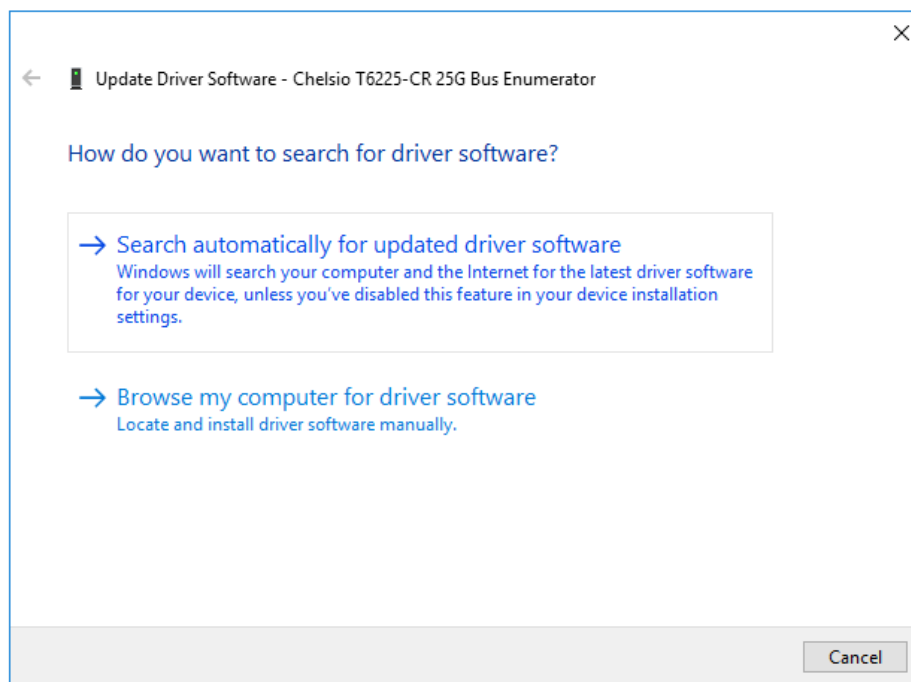 Update Driver Software - Chelsio T6225-CR 25G Bus Enumerator
How do you want to search for driver software?
Search automatically for updated driver software
Windows will search your computer and the Internet for the latest driver software
for your device, unless you've disabled this feature in your device installation
settings.
Browse my computer for driver software
Locate and install driver software manually.
Cancel